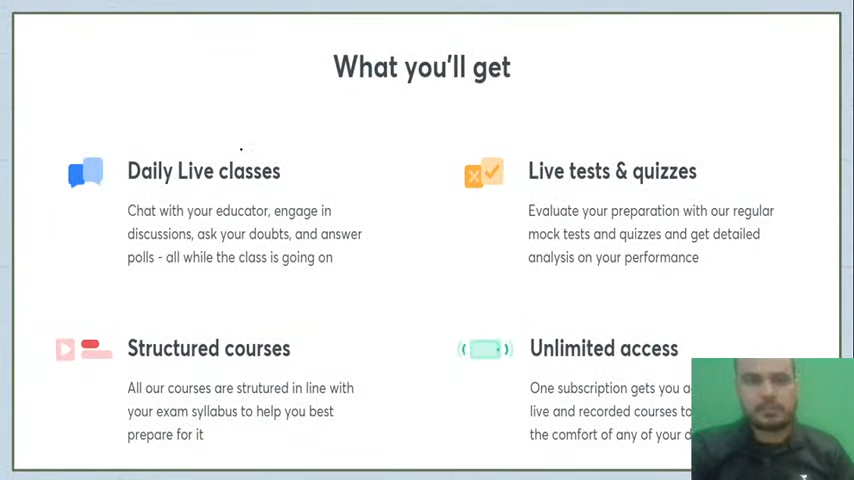 What you'll get
Daily Live classes
Chat with your educator, engage in
discussions, ask your doubts, and answer
polls - all while the class is going on
Live tests & quizzes
Evaluate your preparation with our regular
mock tests and quizzes and get detailed
analysis on your performance
Structured courses
All our courses are strutured in line with
your exam syllabus to help you best
prepare for it
Unlimited access
One subscription gets you
live and recorded courses
the comfort of any of your